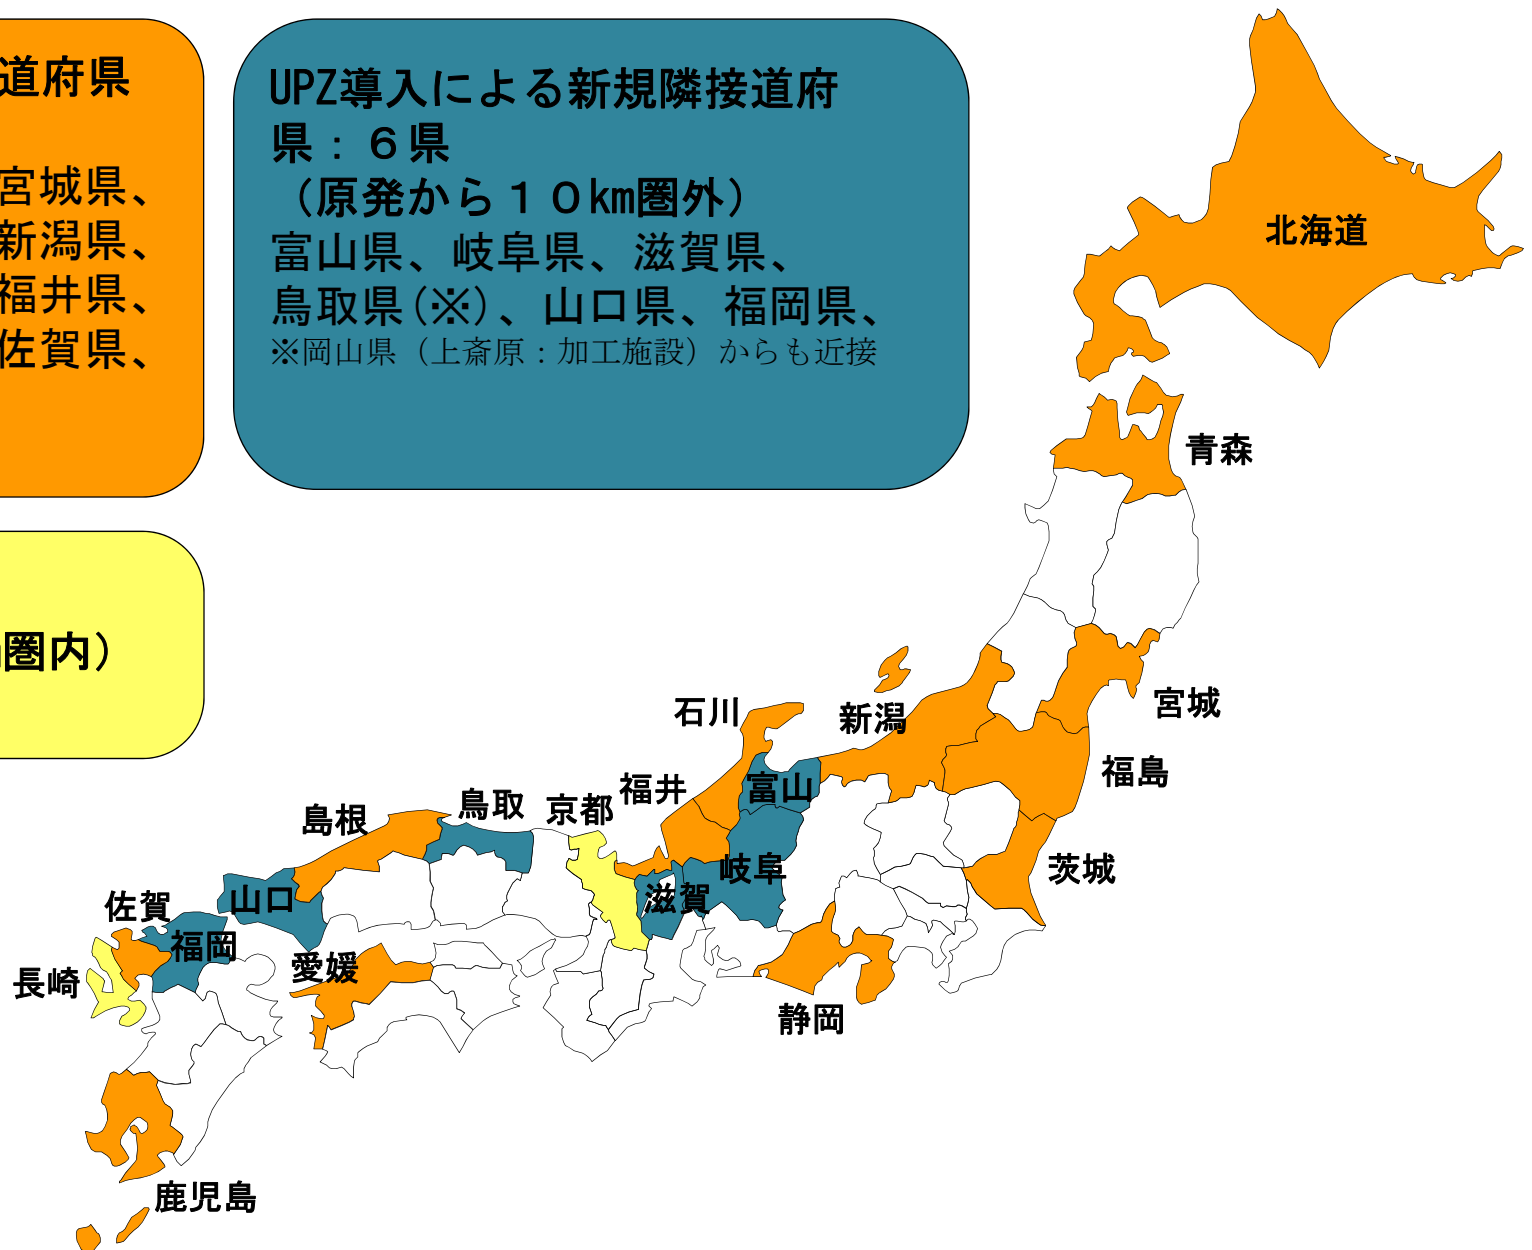 道府県
宮城県、
新潟県、
福井県、
佐賀県、
圏内）
UPZ導入による新規隣接道府
県：６県
（原発から１０km圏外）
富山県、岐阜県、滋賀県、
鳥取県(※)、山口県、福岡県、
※岡山県（上斎原：加工施設）からも近接
北海道
青森
宮城
石川
新潟
福島
福井
富山
鳥取
京都
島根
茨城
岐阜
滋賀
山口
佐賀
福岡
愛媛
長崎
静岡
鹿児島